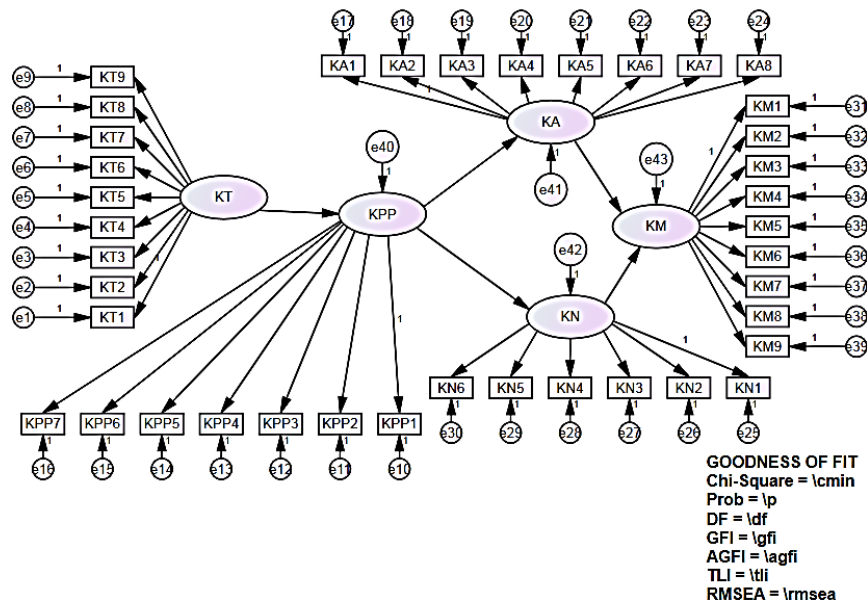 e17 e18 e19 e20 e21 e22 e23 e24
1 1 1 1 1 1 1 1
KA1 KA2 KA3 KA4 KA5 KA6 KA7 KA8
1
KA
1
e41
e9 1 KT9
e8 1 KT8
e7 1 KT7
e6 1 KT6
e5 1 KT5
e4 1 KT4
e3 1 KT3
1
e2 1 KT2
e1 1 KT1
KT
e40
1
KPP
e43
1
KM
1
KM1 1 e31
KM2 1 e32
KM3 1 e33
KM4 1 e34
KM5 1 e35
KM6 1 e36
KM7 1 e37
KM8 1 e38
KM9 1 e39
e42
1
KN
1
KN6 KN5 KN4 KN3 KN2 KN1
1 1 1 1 1 1
e30 e29 e28 e27 e26 e25
1
KPP7 KPP6 KPP5 KPP4 KPP3 KPP2 KPP1
1 1 1 1 1 1 1
e16 e15 e14 e13 e12 e11 e10
GOODNESS OF FIT
Chi-Square = \cmin
Prob = \p
DF = \df
GFI = \gfi
AGFI = \agfi
TLI = \tli
RMSEA = \rmsea